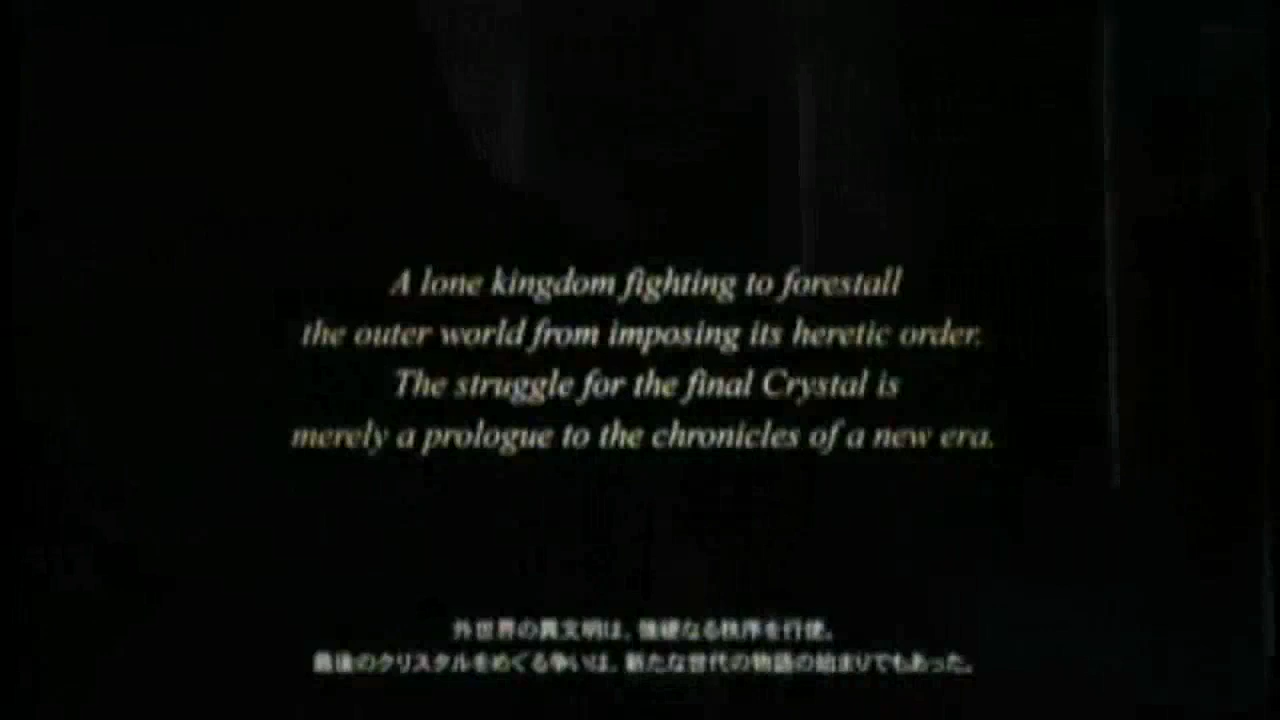 A lone kingdom fighting to forestall
the outer world from imposing its heretic order.
The struggle for the final Crystal is
merely a prologue to the chronicles of a new era.
外世界の異文明は、強硬なる秩序を行使。
最後のクリスタルをめぐる争いは、新たな世代の物語の始まりでもあった。